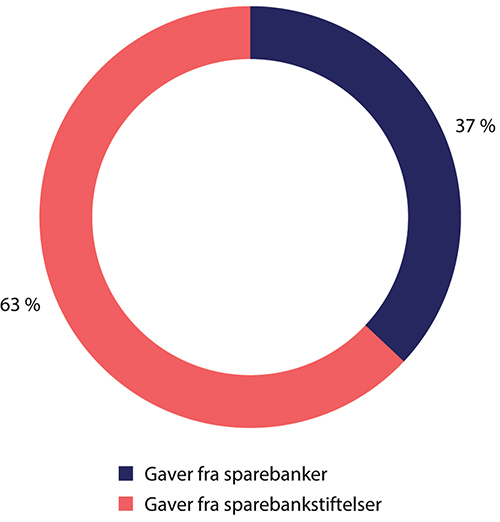 37 %
63 %
Gaver fra sparebanker
Gaver fra sparebankstiftelser